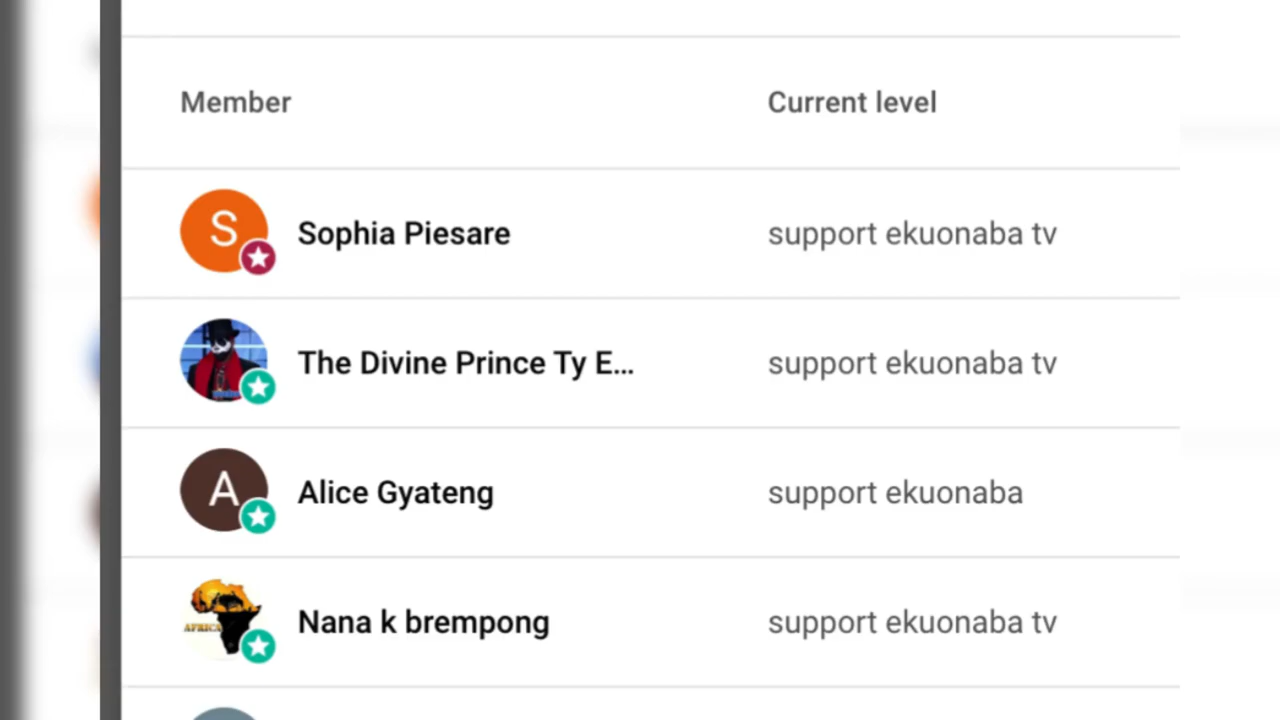 Member Current level
S Sophia Piesare support ekuonaba tv
The Divine Prince Ty E... support ekuonaba tv
A Alice Gyateng support ekuonaba
AFRICA Nana k brempong support ekuonaba tv